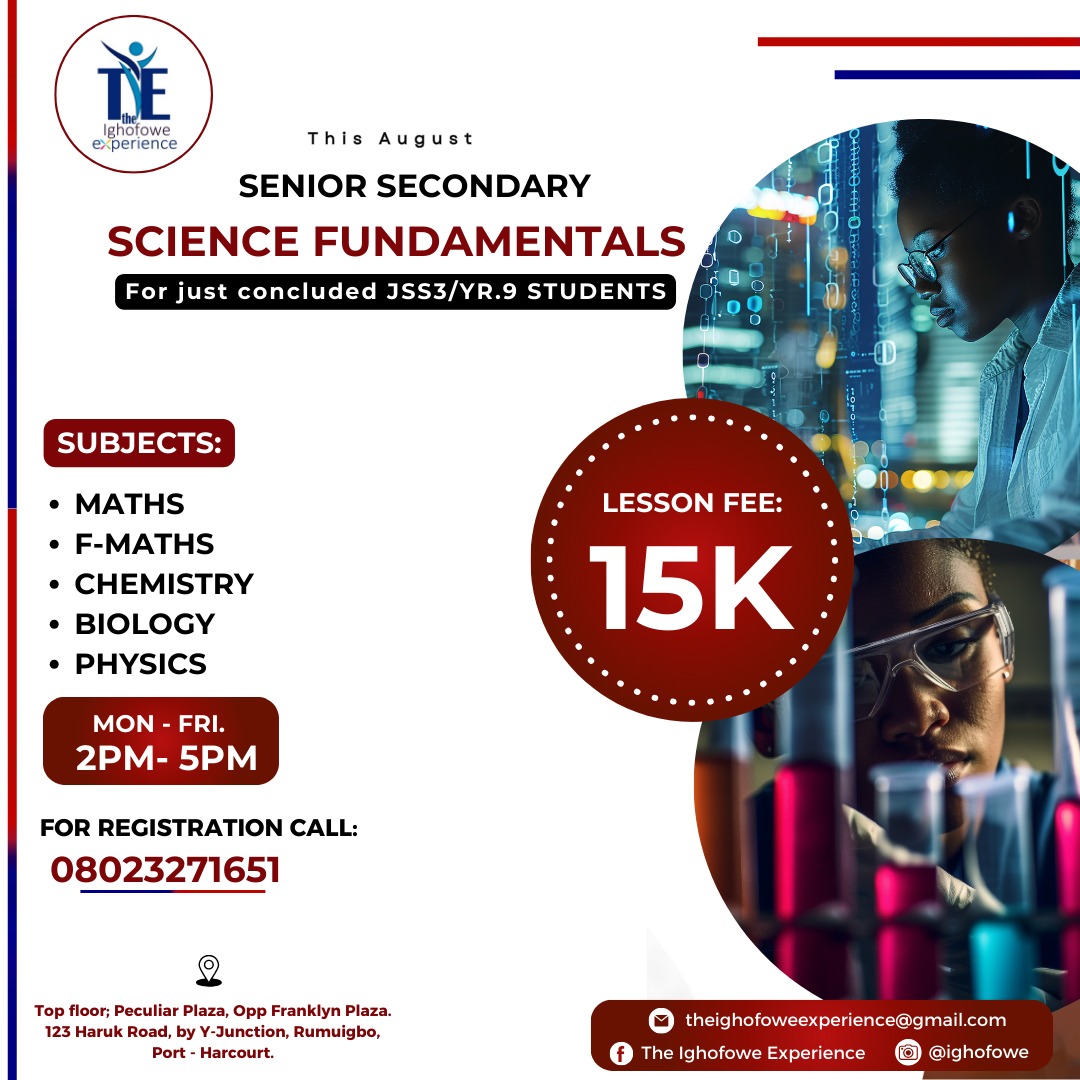 TE
the
Ighofowe
experience
This August
SENIOR SECONDARY
SCIENCE FUNDAMENTALS
For just concluded JSS3/YR.9 STUDENTS
SUBJECTS:
• MATHS
• F-MATHS
• CHEMISTRY
• BIOLOGY
• PHYSICS
LESSON FEE:
15K
MON - FRI.
2PM- 5PM
FOR REGISTRATION CALL:
08023271651
Top floor; Peculiar Plaza, Opp Franklyn Plaza.
123 Haruk Road, by Y-Junction, Rumuigbo,
Port - Harcourt.
theighofoweexperience@gmail.com
The Ighofowe Experience @ighofowe